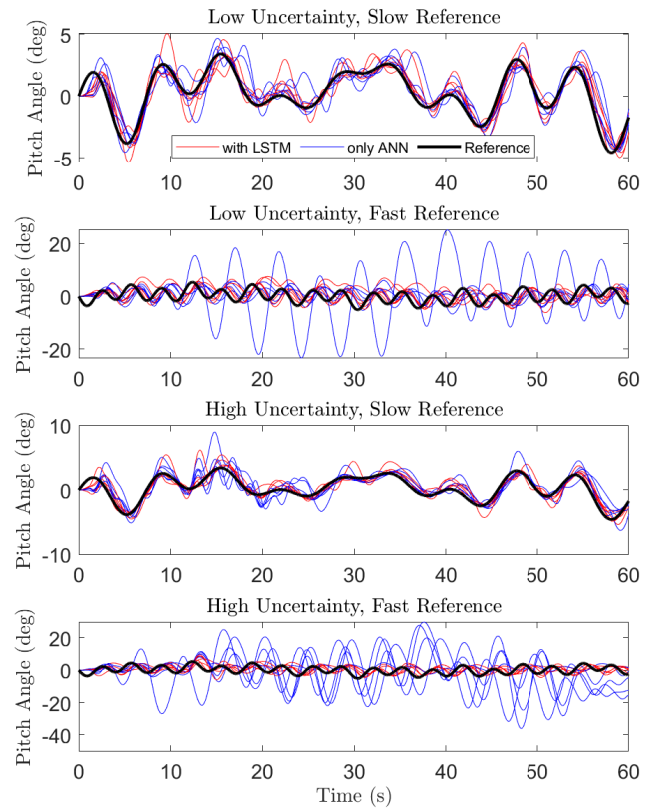 Low Uncertainty, Slow Reference
Pitch Angle (deg)
5
0
-5
with LSTM only ANN Reference
0 10 20 30 40 50 60
Low Uncertainty, Fast Reference
Pitch Angle (deg)
20
0
-20
0 10 20 30 40 50 60
High Uncertainty, Slow Reference
Pitch Angle (deg)
10
0
-10
0 10 20 30 40 50 60
High Uncertainty, Fast Reference
Pitch Angle (deg)
20
0
-20
-40
0 10 20 30 40 50 60
Time (s)